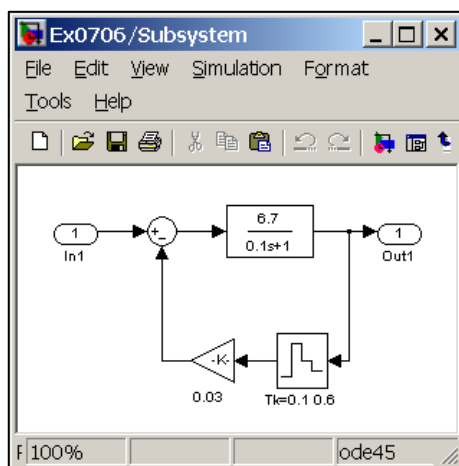 Ex0706/Subsystem
File Edit View Simulation Format
Tools Help
6.7
0.1s+1
1
In1
+
-
1
Out1
-K-
0.03
Tk=0.1 0.6
F 100%
ode45